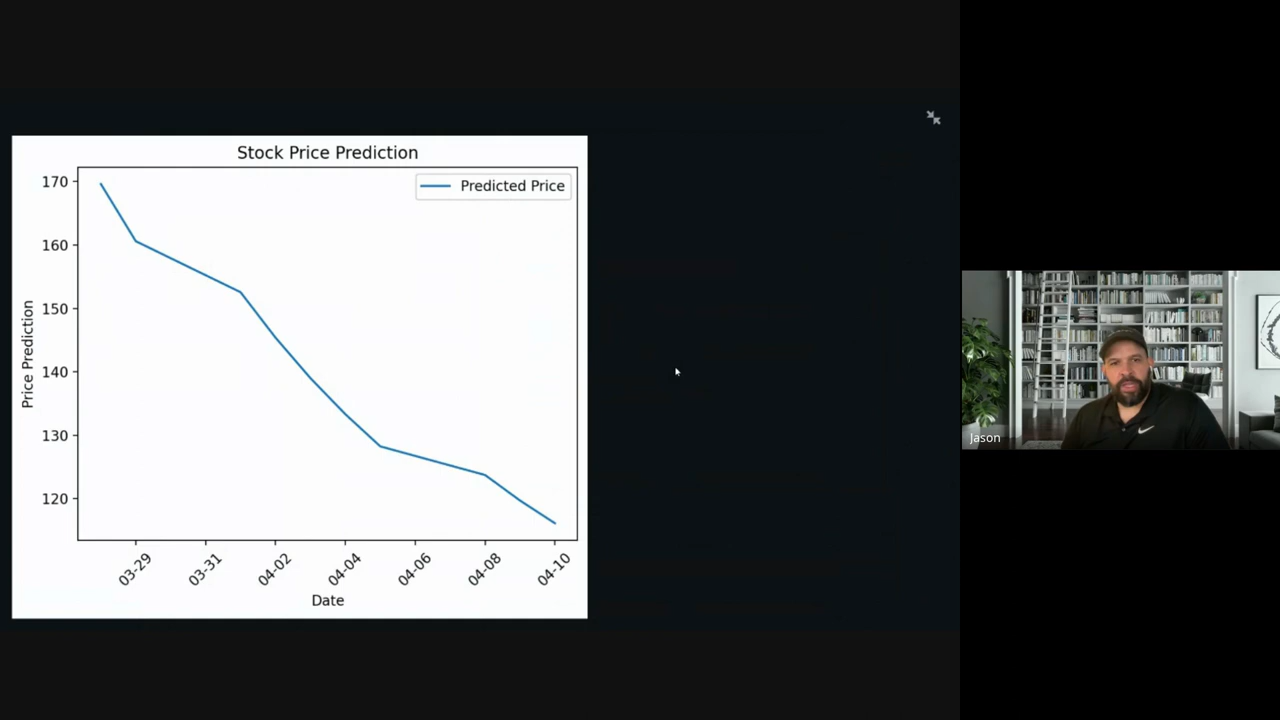 Stock Price Prediction
Predicted Price
Price Prediction
170
160
150
140
130
120
03-29
03-31
04-02
04-04
04-06
04-08
04-10
Date
Jason